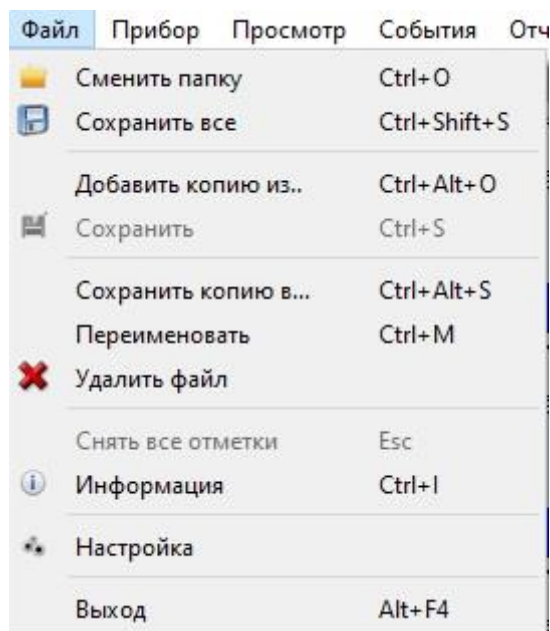 Файл Прибор Просмотр События Отч
Сменить папку Ctrl+O
Сохранить все Ctrl+Shift+S
Добавить копию из.. Ctrl+Alt+O
Сохранить Ctrl+S
Сохранить копию в... Ctrl+Alt+S
Переименовать Ctrl+M
Удалить файл
Снять все отметки Esc
Информация Ctrl+I
Настройка
Выход Alt+F4